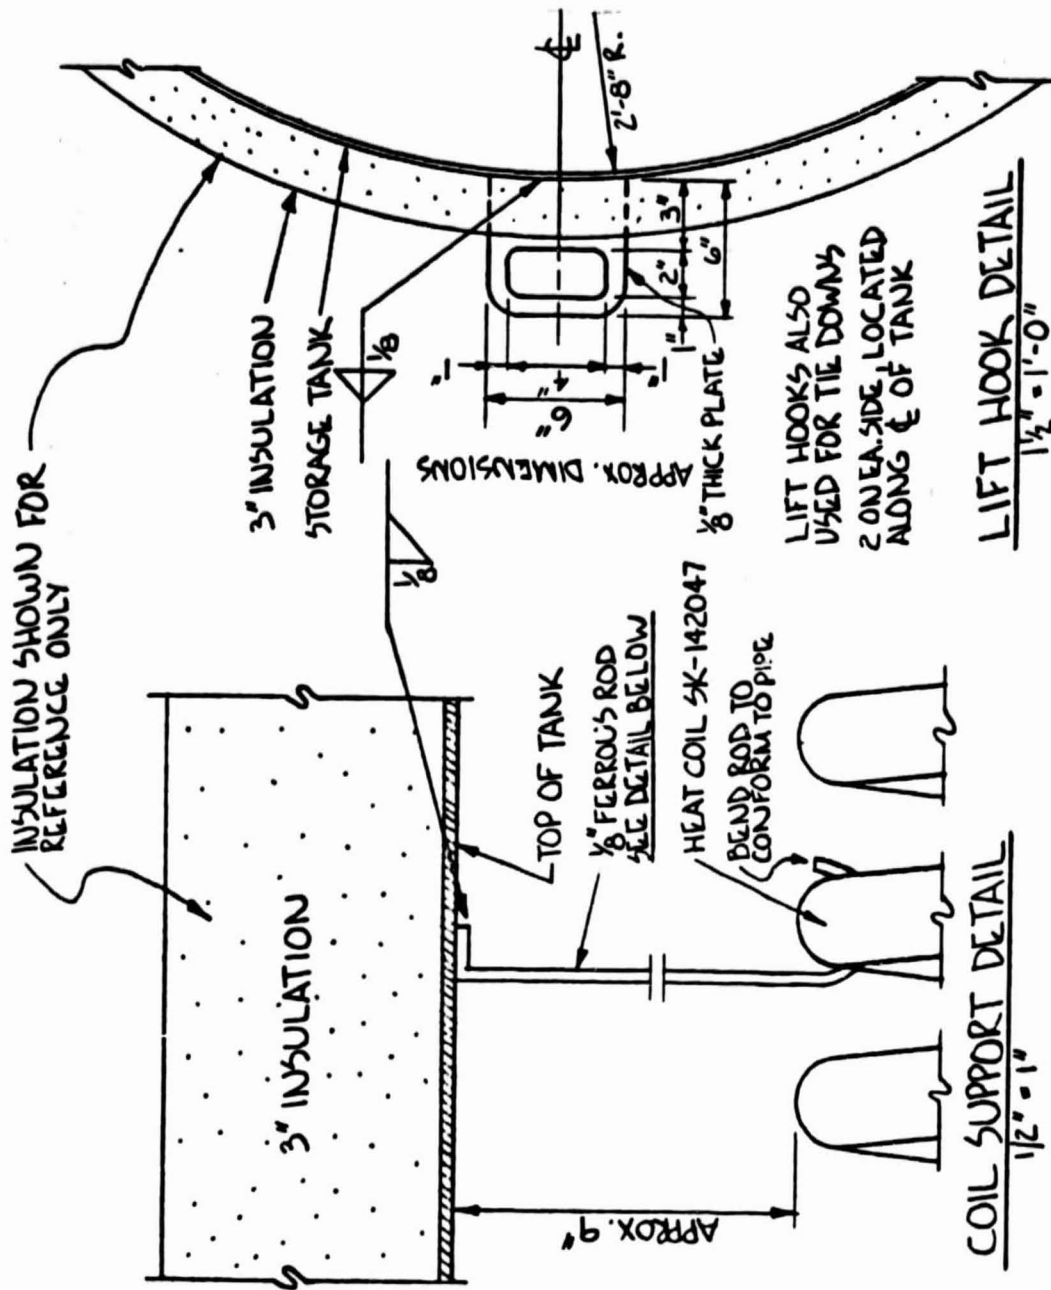 INSULATION SHOWN FOR
REFERENCE ONLY
3" INSULATION
3" INSULATION
STORAGE TANK
1/8
1/8
APPROX. DIMENSIONS
6"
1"
4"
1"
1"
2"
3"
6"
2'-8" R.
℄
1/8" THICK PLATE
TOP OF TANK
1/8" FERROUS ROD
SEE DETAIL BELOW
HEAT COIL SK-142047
BEND ROD TO
CONFORM TO PIPE
APPROX. 9"
LIFT HOOKS ALSO
USED FOR TIE DOWNS
2 ON EA. SIDE, LOCATED
ALONG ℄ OF TANK
COIL SUPPORT DETAIL
1/2" = 1"
LIFT HOOK DETAIL
1 1/2" = 1'-0"